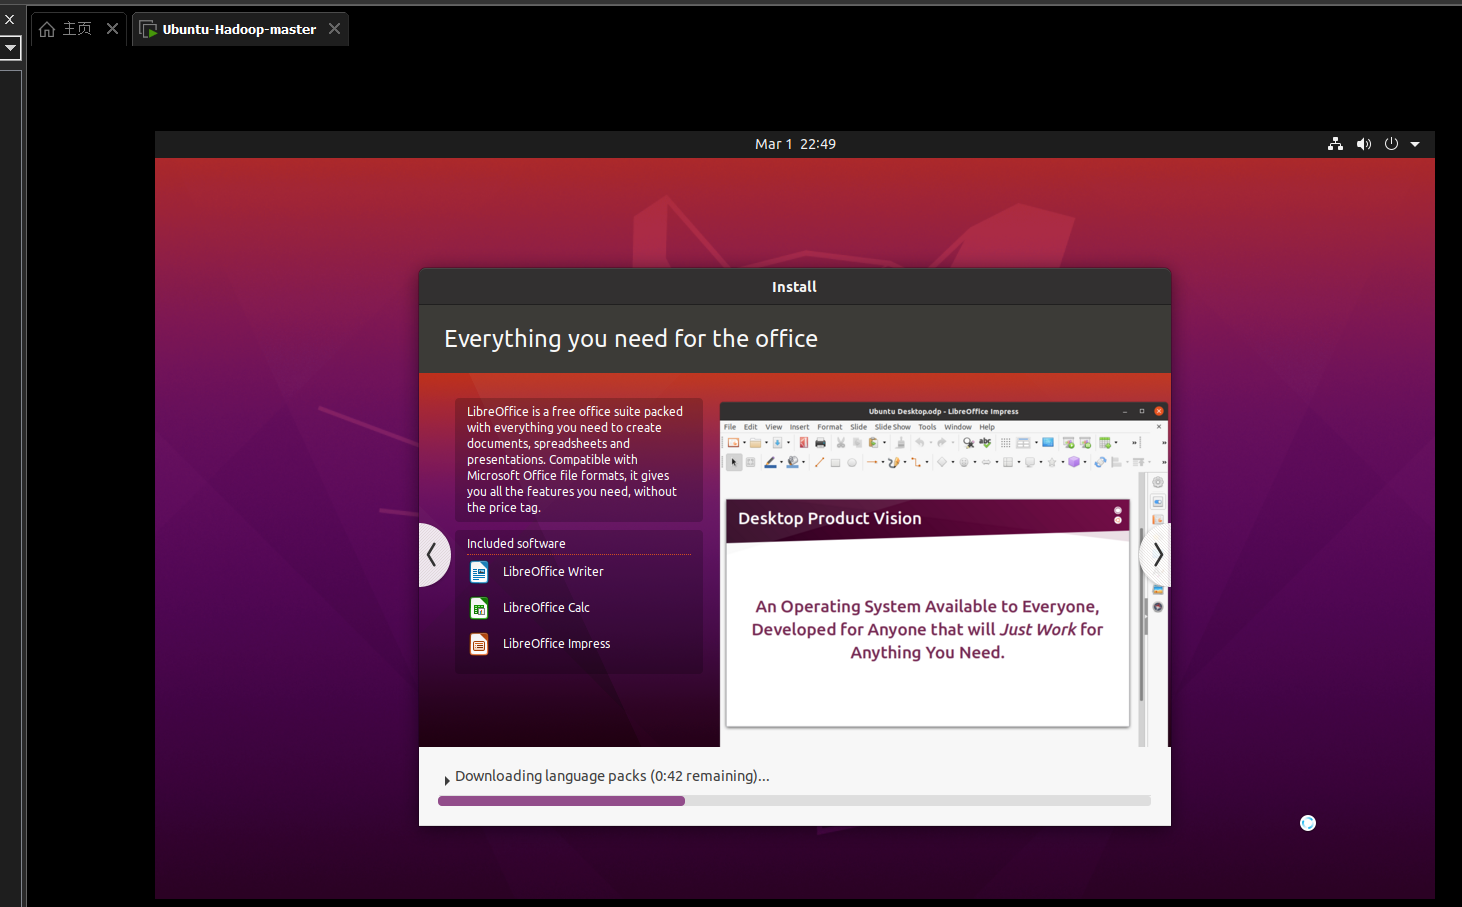 主页
Ubuntu-Hadoop-master
Mar 1 22:49
Install
Everything you need for the office
LibreOffice is a free office suite packed
with everything you need to create
documents, spreadsheets and
presentations. Compatible with
Microsoft Office file formats, it gives
you all the features you need, without
the price tag.
Included software
LibreOffice Writer
LibreOffice Calc
LibreOffice Impress
Ubuntu Desktop.odp - LibreOffice Impress
File Edit View Insert Format Slide Slide Show Tools Window Help
abc
Desktop Product Vision
An Operating System Available to Everyone,
Developed for Anyone that will Just Work for
Anything You Need.
Downloading language packs (0:42 remaining)...